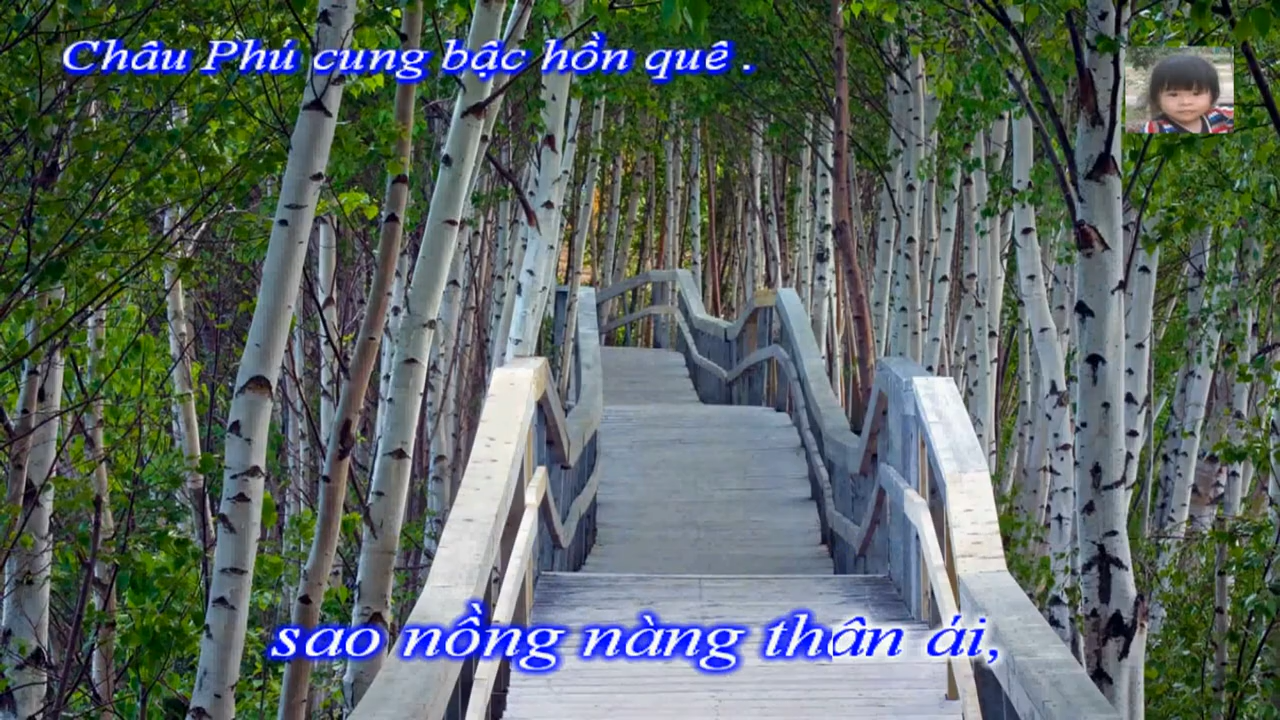 Châu Phú cung bậc hồn quê .
sao nồng nàng thân ái,